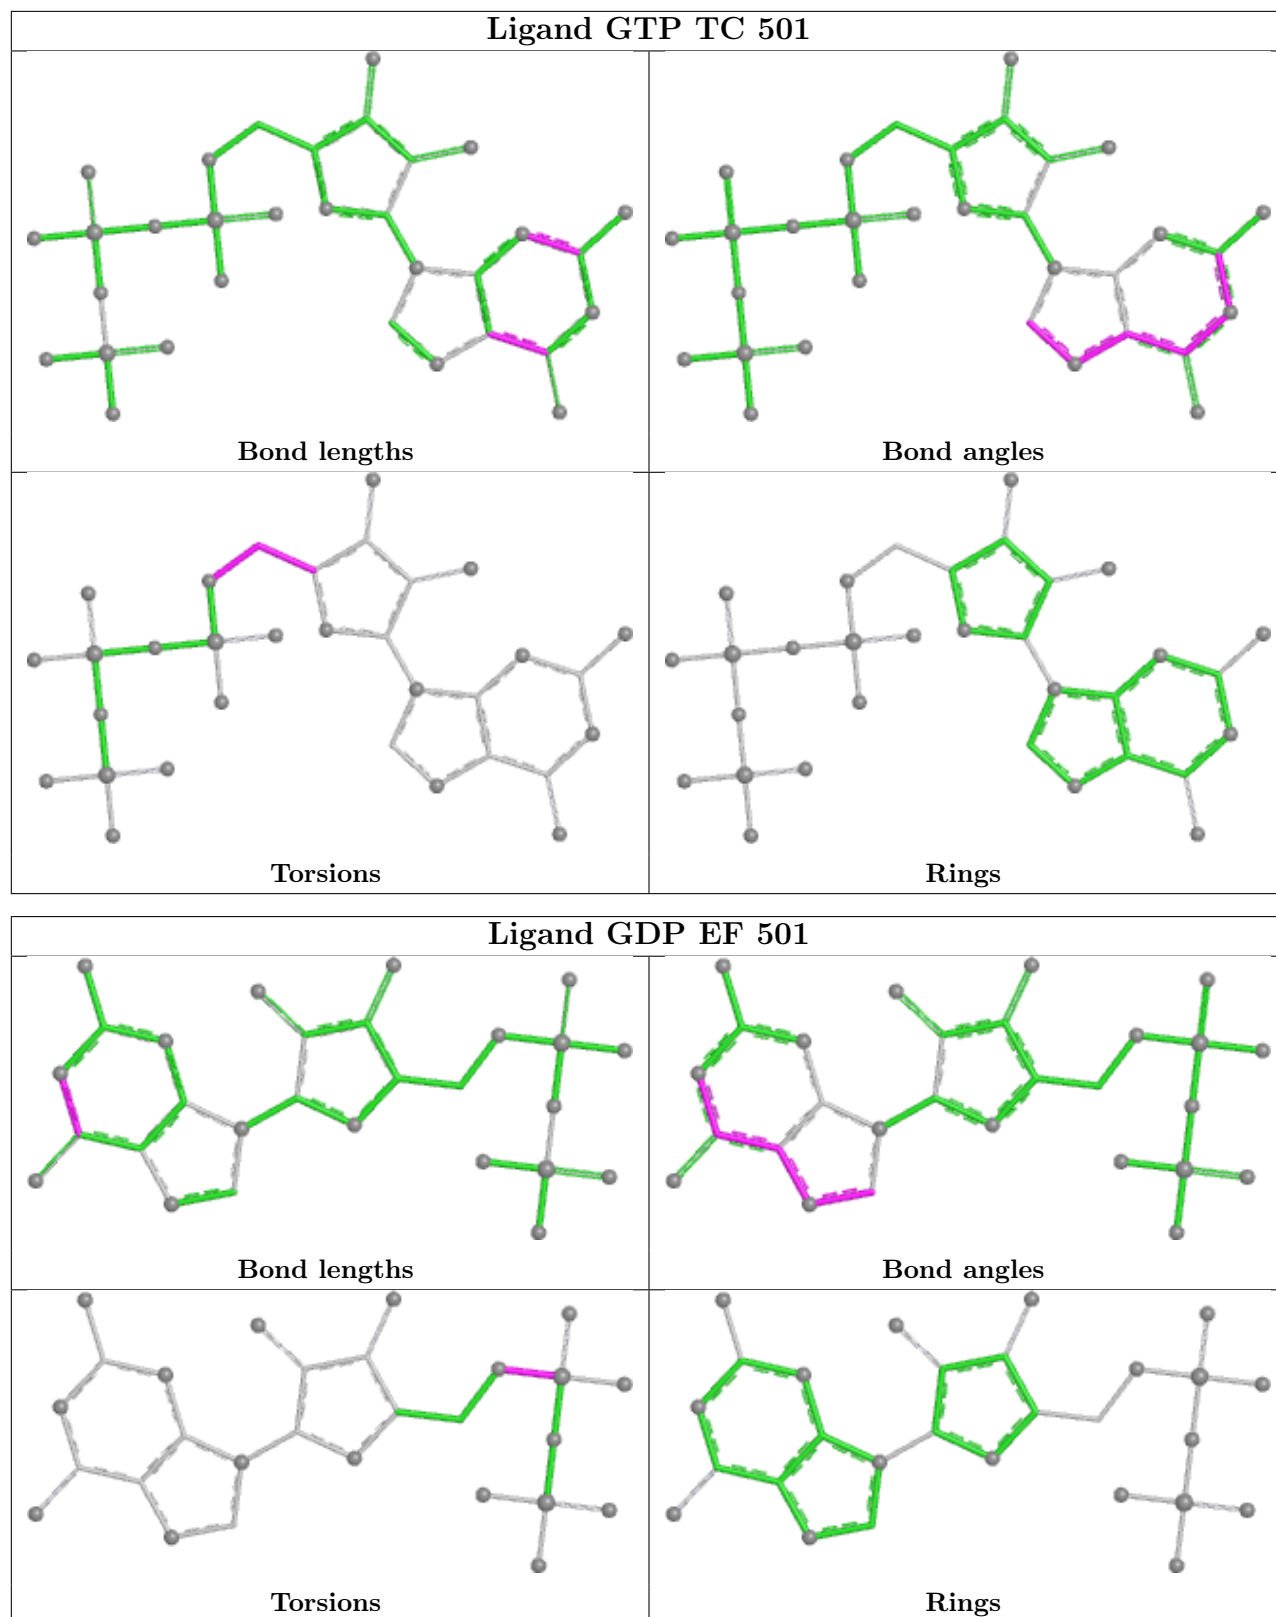 Ligand GTP TC 501
Bond lengths
Bond angles
Torsions
Rings
Ligand GDP EF 501
Bond lengths
Bond angles
Torsions
Rings